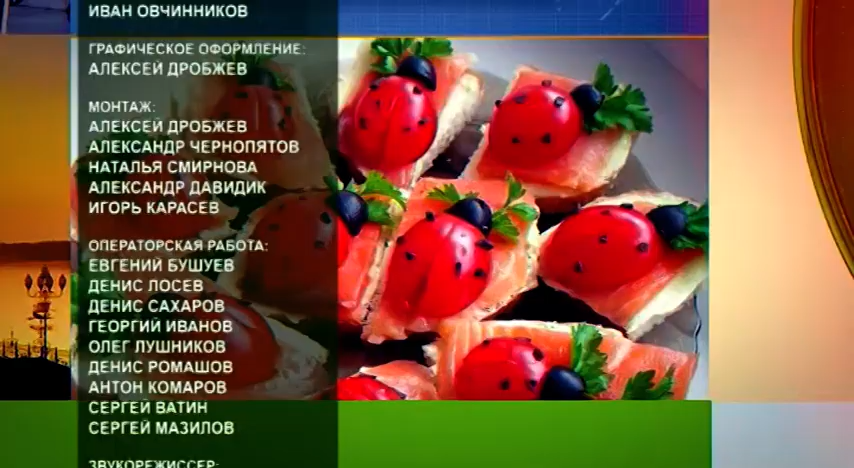 ИВАН ОВЧИННИКОВ
ГРАФИЧЕСКОЕ ОФОРМЛЕНИЕ:
АЛЕКСЕЙ ДРОБЖЕВ
МОНТАЖ:
АЛЕКСЕЙ ДРОБЖЕВ
АЛЕКСАНДР ЧЕРНОПЯТОВ
НАТАЛЬЯ СМИРНОВА
АЛЕКСАНДР ДАВИДИК
ИГОРЬ КАРАСЕВ
ОПЕРАТОРСКАЯ РАБОТА:
ЕВГЕНИЙ БУШУЕВ
ДЕНИС ЛОСЕВ
ДЕНИС САХАРОВ
ГЕОРГИЙ ИВАНОВ
ОЛЕГ ЛУШНИКОВ
ДЕНИС РОМАШОВ
АНТОН КОМАРОВ
СЕРГЕЙ ВАТИН
СЕРГЕЙ МАЗИЛОВ
ЗВУКОРЕЖИССЕР: